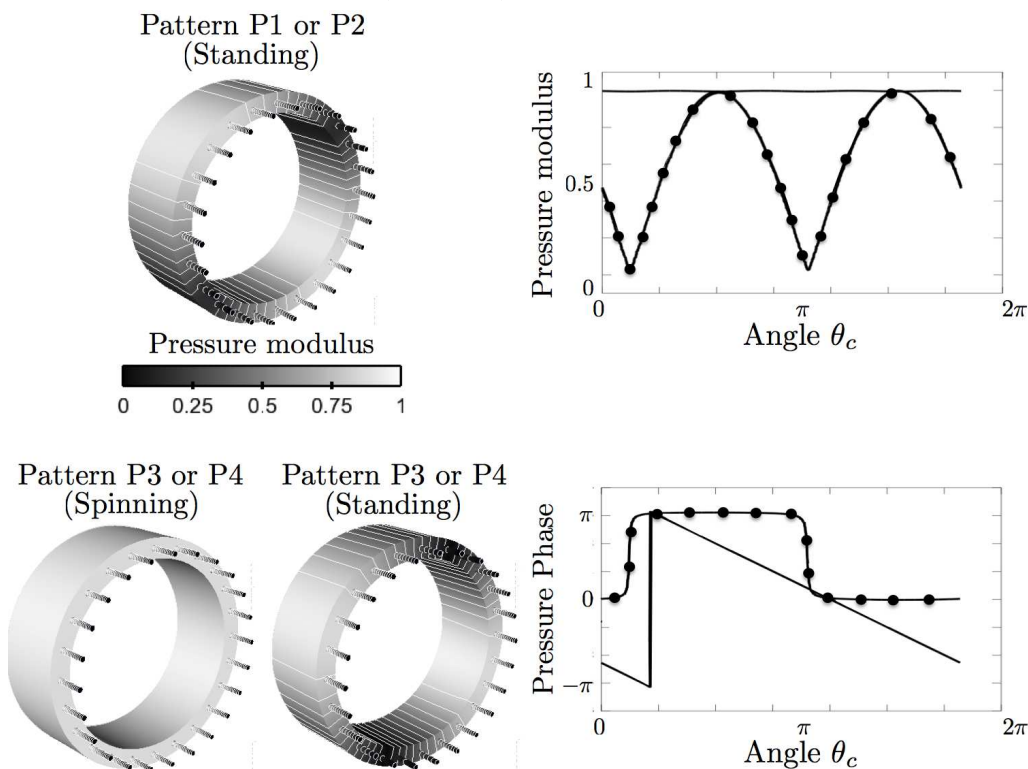 Pattern P1 or P2
(Standing)
Pressure modulus
0 0.25 0.5 0.75 1
Pressure modulus
1
0.5
0
0 π 2π
Angle θc
Pattern P3 or P4
(Spinning)
Pattern P3 or P4
(Standing)
Pressure Phase
π
0
−π
0 π 2π
Angle θc